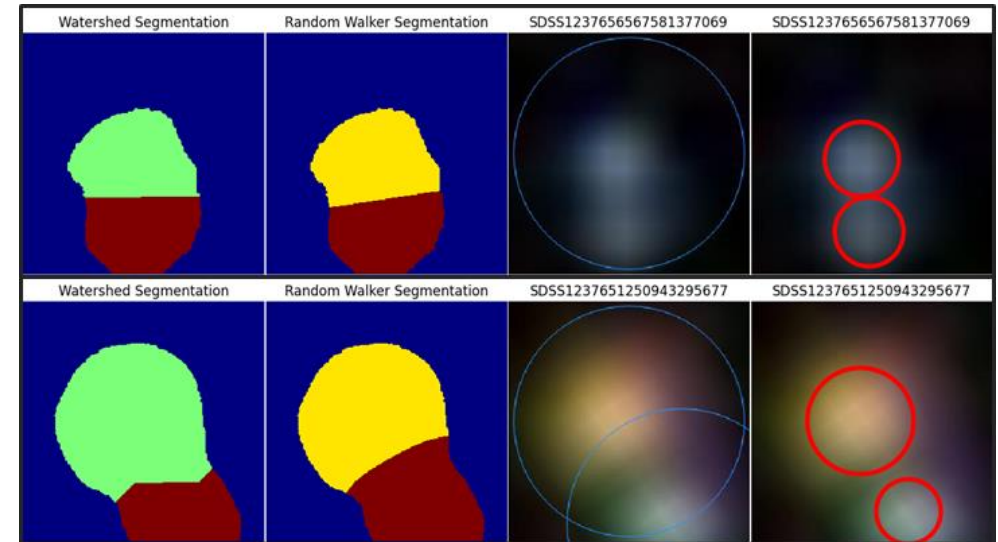 Watershed Segmentation
Random Walker Segmentation
SDSS1237656567581377069
SDSS1237656567581377069
Watershed Segmentation
Random Walker Segmentation
SDSS1237651250943295677
SDSS1237651250943295677